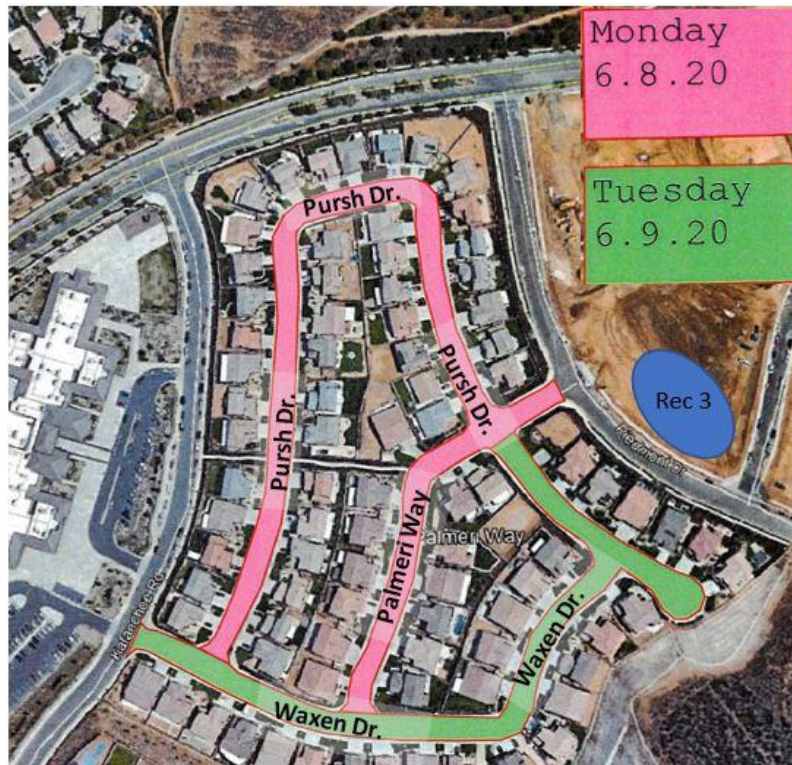 Monday
6.8.20
Tuesday
6.9.20
Pursh Dr.
Pursh Dr.
Rec 3
Pursh Dr.
Palmeri Way
Palmeri Way
Waxen Dr.
Waxen Dr.